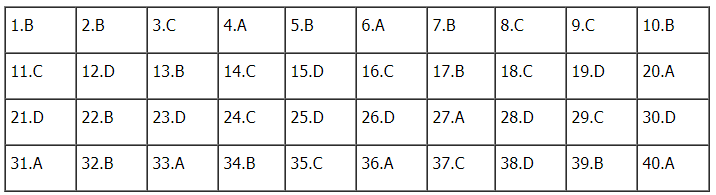 1.B 2.B 3.C 4.A 5.B 6.A 7.B 8.C 9.C 10.B
11.C 12.D 13.B 14.C 15.D 16.C 17.B 18.C 19.D 20.A
21.D 22.B 23.D 24.C 25.D 26.D 27.A 28.D 29.C 30.D
31.A 32.B 33.A 34.B 35.C 36.A 37.C 38.D 39.B 40.A